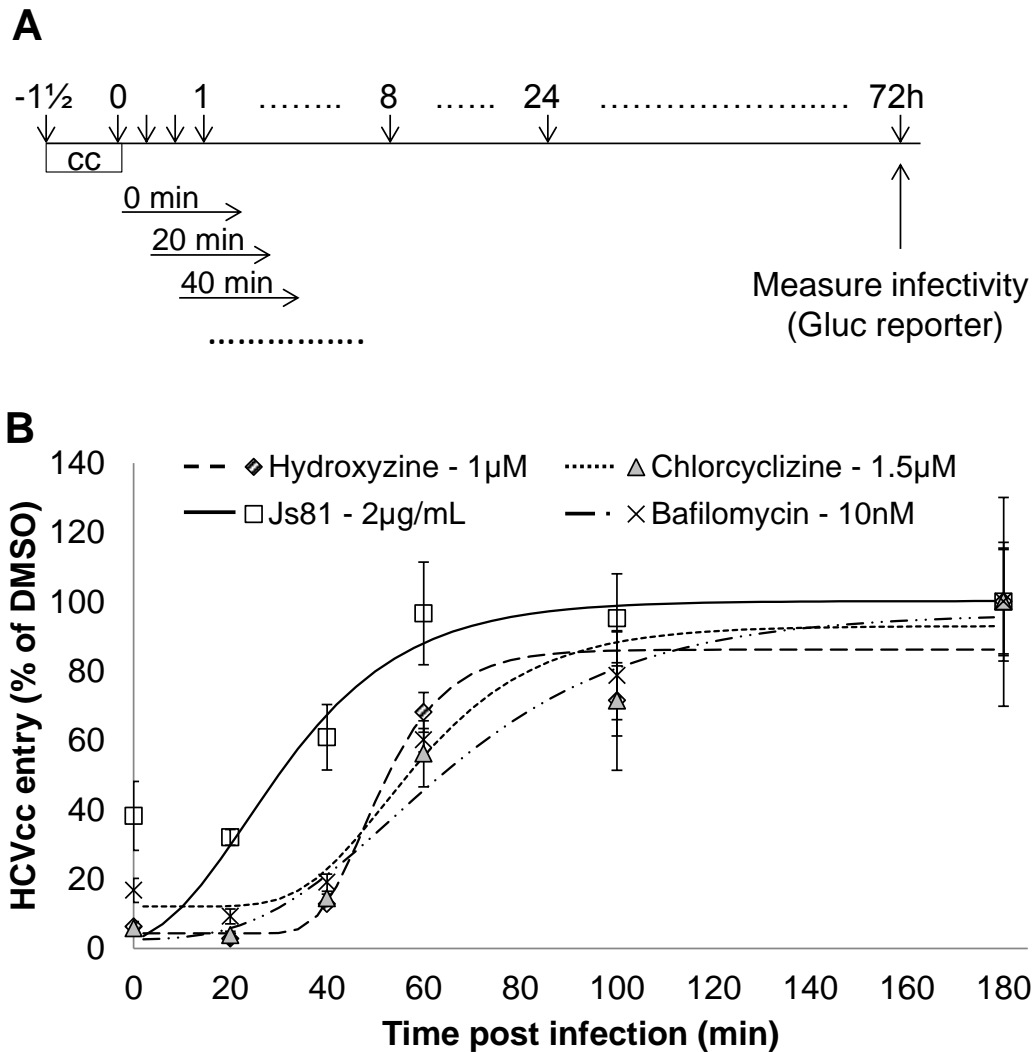 A
-1½ 0 1 ........ 8 ...... 24 ..................... 72h
cc
0 min
20 min
40 min
...............
Measure infectivity
(Gluc reporter)
B
140
120
100
80
60
40
20
0
HCVcc entry (% of DMSO)
Hydroxyzine - 1µM
Chlorcyclizine - 1.5µM
Js81 - 2µg/mL
Bafilomycin - 10nM
0 20 40 60 80 100 120 140 160 180
Time post infection (min)